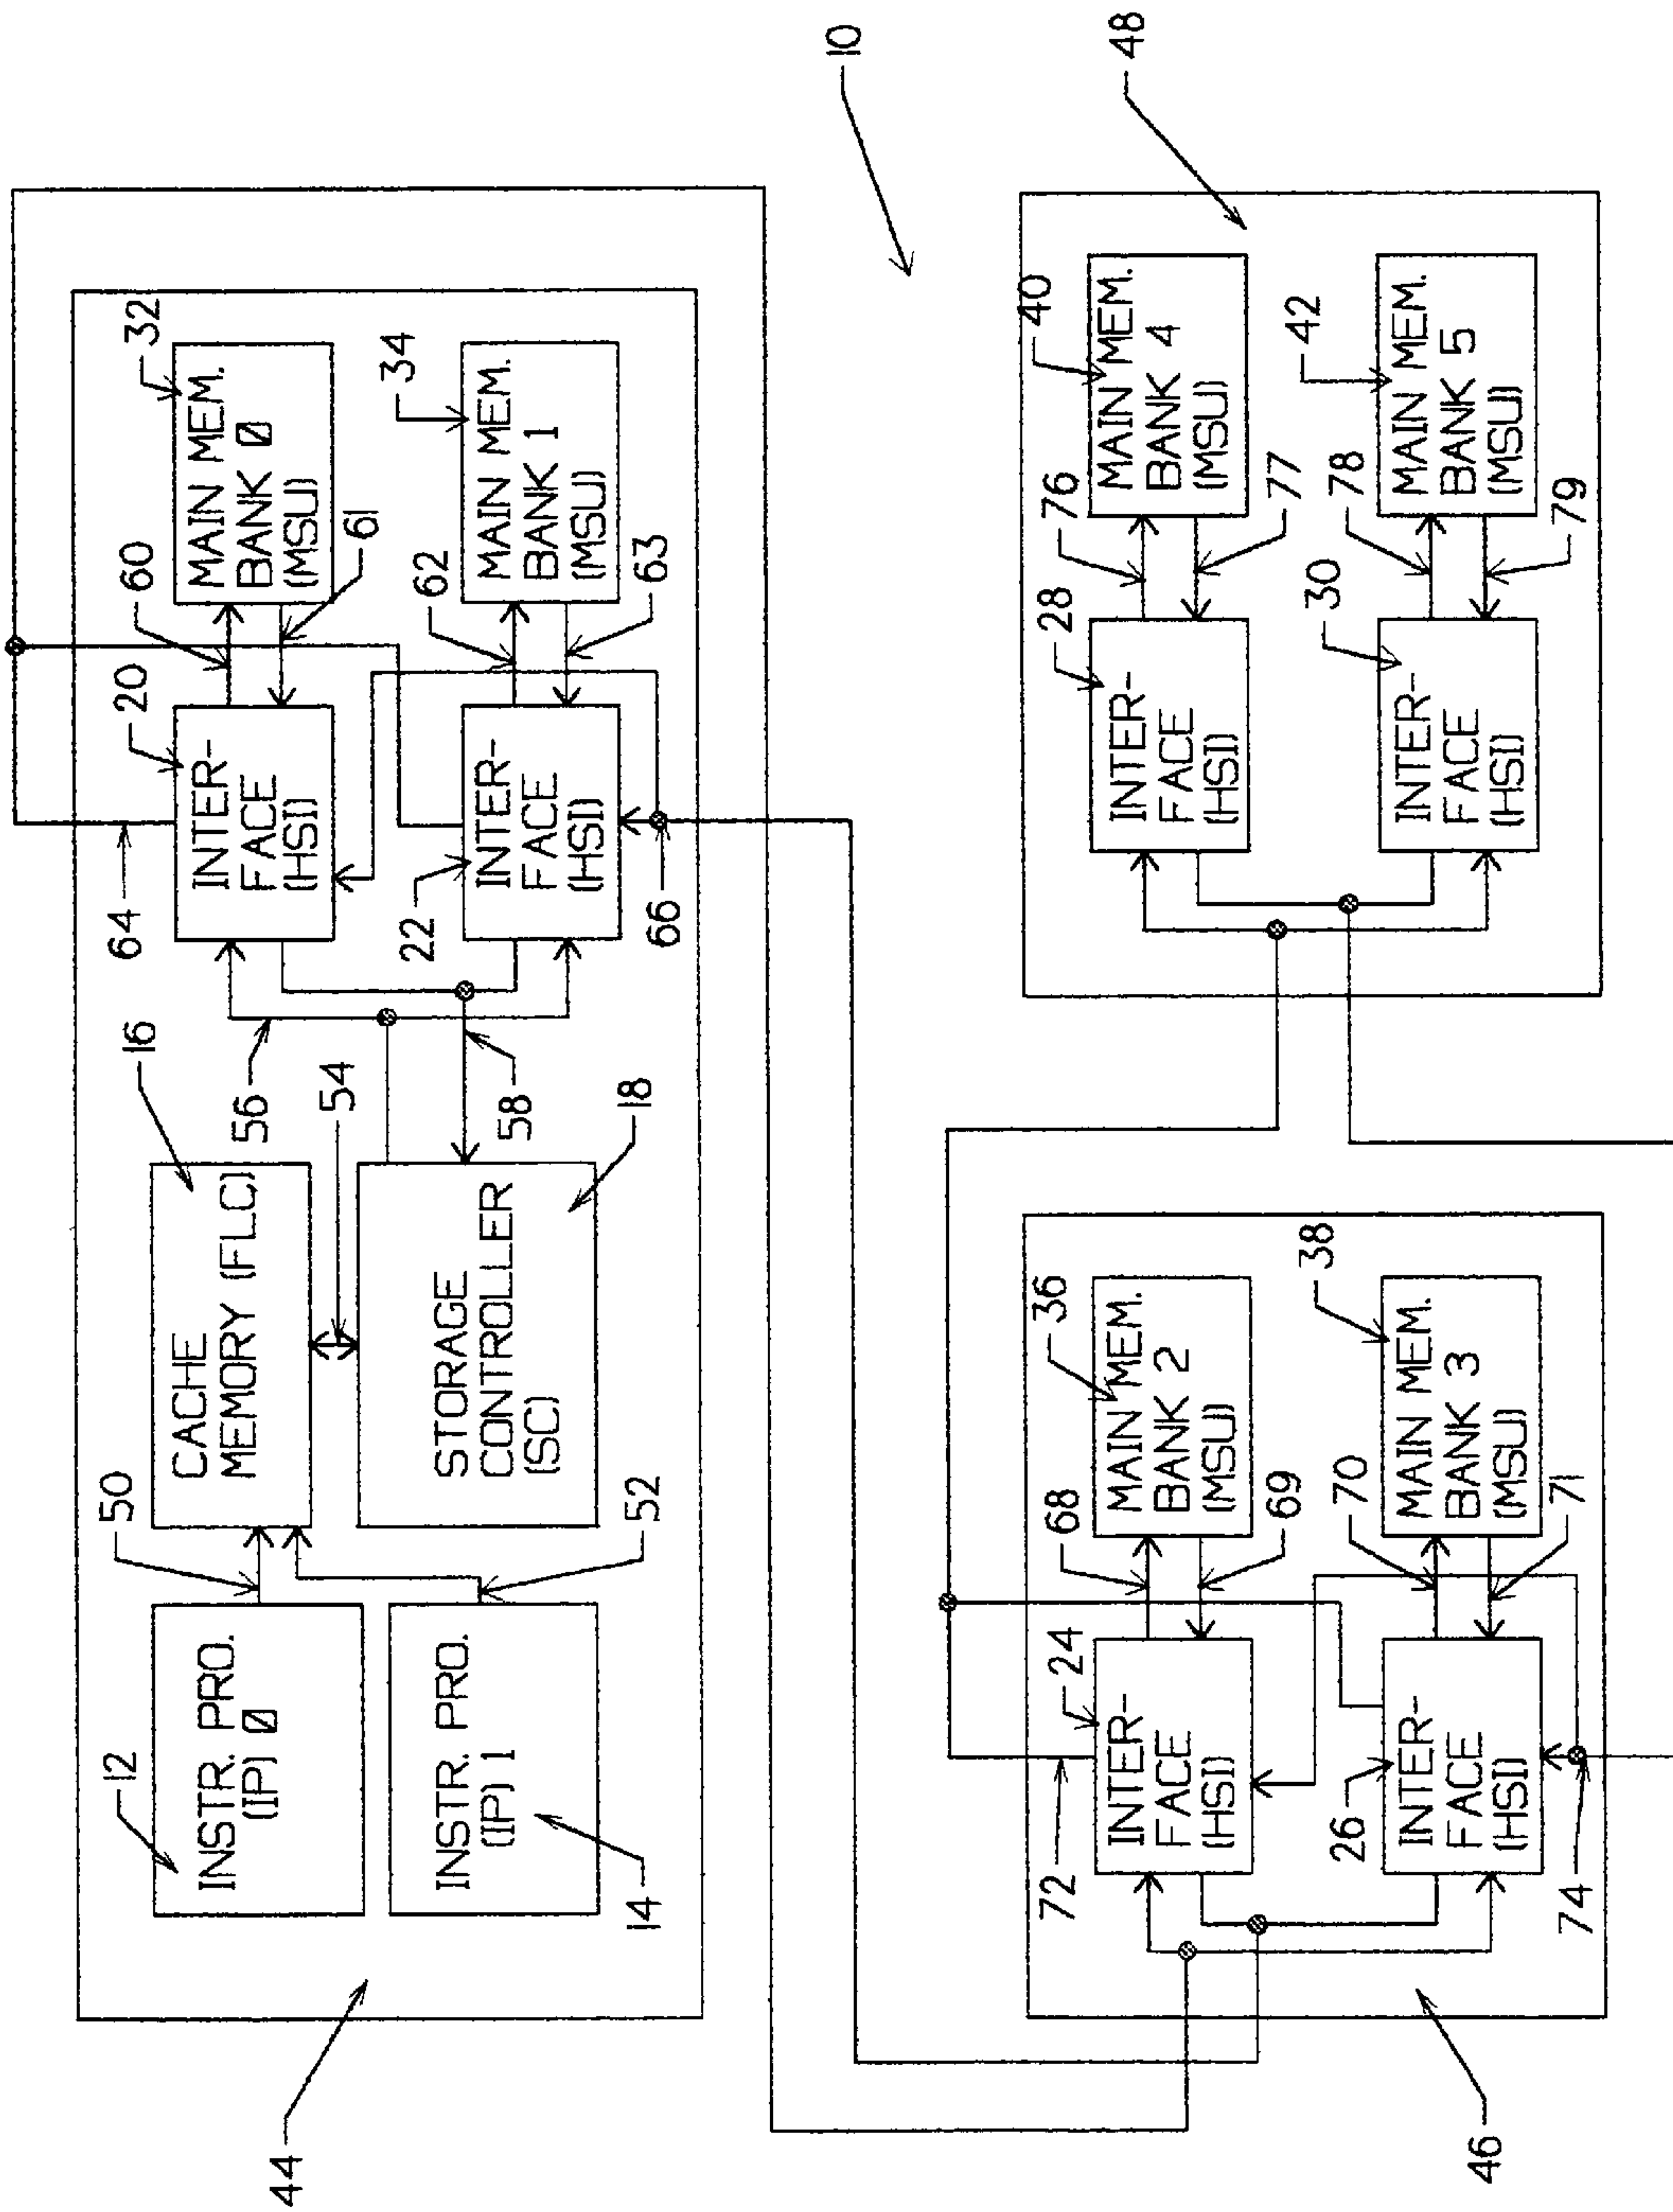 44
12
INSTR. PRO.
(IP) 0
50
CACHE
MEMORY (FLC)
16
56
54
64
INTER-
FACE
(HSI)
20
60
MAIN MEM.
BANK 0
(MSU)
32
61
14
INSTR. PRO.
(IP) 1
52
STORAGE
CONTROLLER
(SC)
18
58
22
INTER-
FACE
(HSI)
62
MAIN MEM.
BANK 1
(MSU)
34
63
66
10
46
72
INTER-
FACE
(HSI)
24
68
MAIN MEM.
BANK 2
(MSU)
36
69
26
INTER-
FACE
(HSI)
70
MAIN MEM.
BANK 3
(MSU)
38
71
74
48
INTER-
FACE
(HSI)
28
76
MAIN MEM.
BANK 4
(MSU)
40
77
INTER-
FACE
(HSI)
30
78
MAIN MEM.
BANK 5
(MSU)
42
79